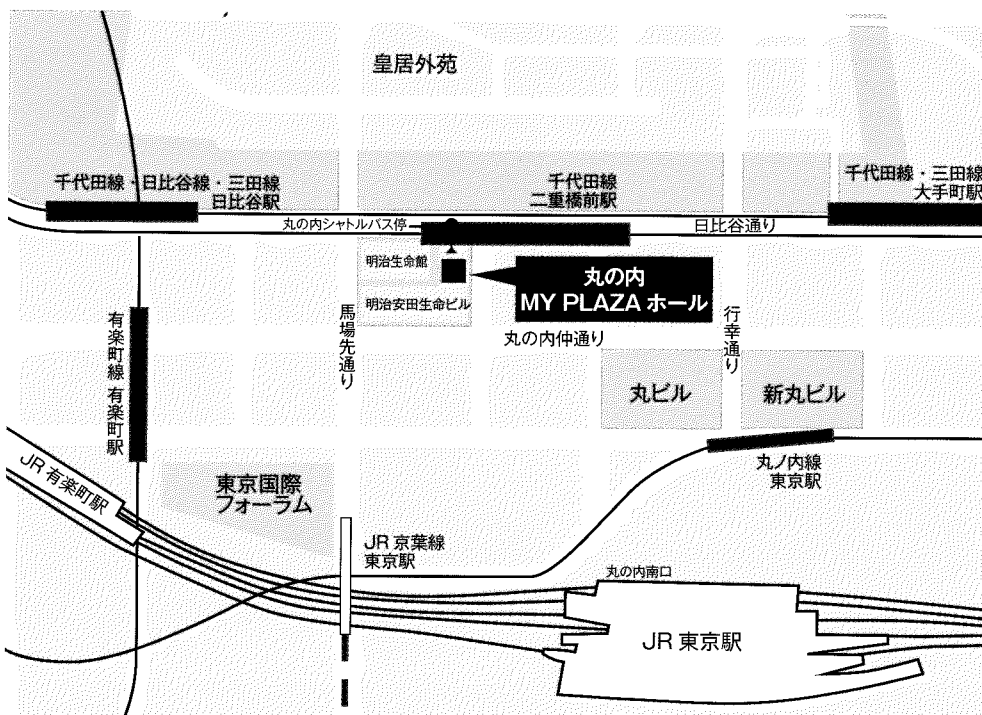 皇居外苑
千代田線・日比谷線・三田線
日比谷駅
千代田線
二重橋前駅
千代田線・三田線
大手町駅
丸の内シャトルバス停
日比谷通り
明治生命館
丸の内
MY PLAZA ホール
明治安田生命ビル
有楽町線 有楽町駅
馬場先通り
丸の内仲通り
行幸通り
丸ビル
新丸ビル
JR 有楽町駅
東京国際
フォーラム
丸ノ内線
東京駅
JR 京葉線
東京駅
丸の内南口
JR 東京駅